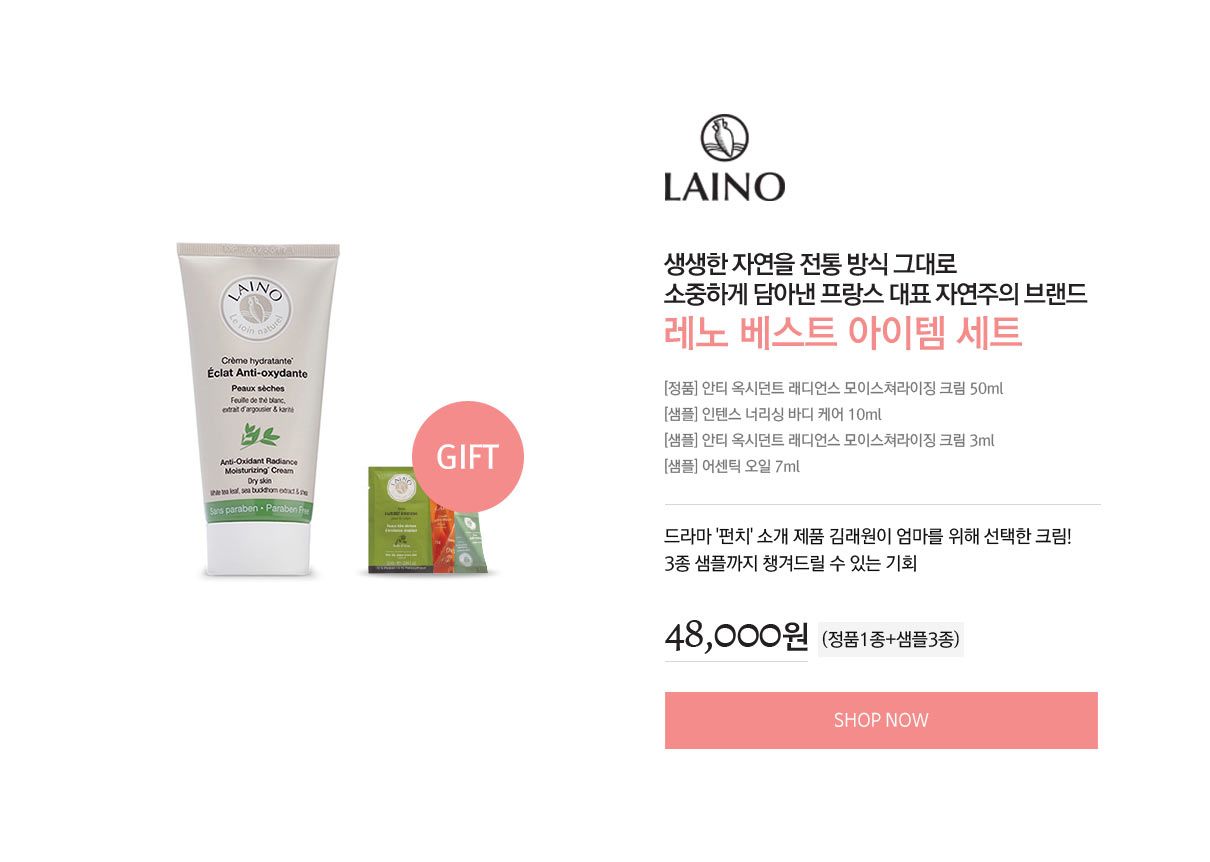 LAINO
생생한 자연을 전통 방식 그대로
소중하게 담아낸 프랑스 대표 자연주의 브랜드
레노 베스트 아이템 세트
[정품] 안티 옥시던트 래디언스 모이스쳐라이징 크림 50ml
[샘플] 인텐스 너리싱 바디 케어 10ml
[샘플] 안티 옥시던트 래디언스 모이스쳐라이징 크림 3ml
[샘플] 어센틱 오일 7ml
드라마 '펀치' 소개 제품 김래원이 엄마를 위해 선택한 크림!
3종 샘플까지 챙겨드릴 수 있는 기회
48,000원 (정품1종+샘플3종)
SHOP NOW
LAINO
Le soin naturel
Crème hydratante*
Éclat Anti-oxydante
Peaux sèches
Feuille de thé blanc,
extrait d'argousier & karité
Anti-Oxidant Radiance
Moisturizing* Cream
Dry skin
White tea leaf, sea buckthorn extract & shea
Sans paraben • Paraben Free
GIFT
LAINO